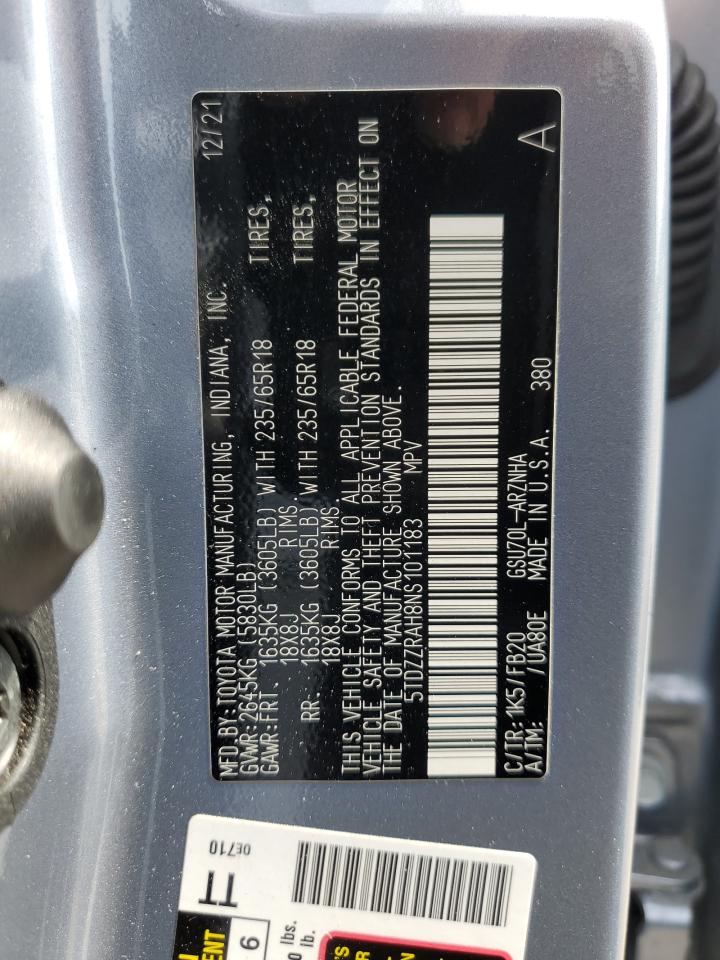 MFD. BY: TOYOTA MOTOR MANUFACTURING, INDIANA, INC. 12/21
GVWR: 2645KG (5830LB)
GAWR: FRT 1635KG (3605LB) WITH 235/65R18 TIRES,
18X8J RIMS
RR. 1635KG (3605LB) WITH 235/65R18 TIRES,
18X8J RIMS
THIS VEHICLE CONFORMS TO ALL APPLICABLE FEDERAL MOTOR
VEHICLE SAFETY AND THEFT PREVENTION STANDARDS IN EFFECT ON
THE DATE OF MANUFACTURE SHOWN ABOVE.
5TDZZRAH8NS101183 MPV
C/TR: 1K5/FB20 GSU70L-ARZNHA
A/TM: /UA80E MADE IN U.S.A. 380 A
0E710
6
lbs.
lb.